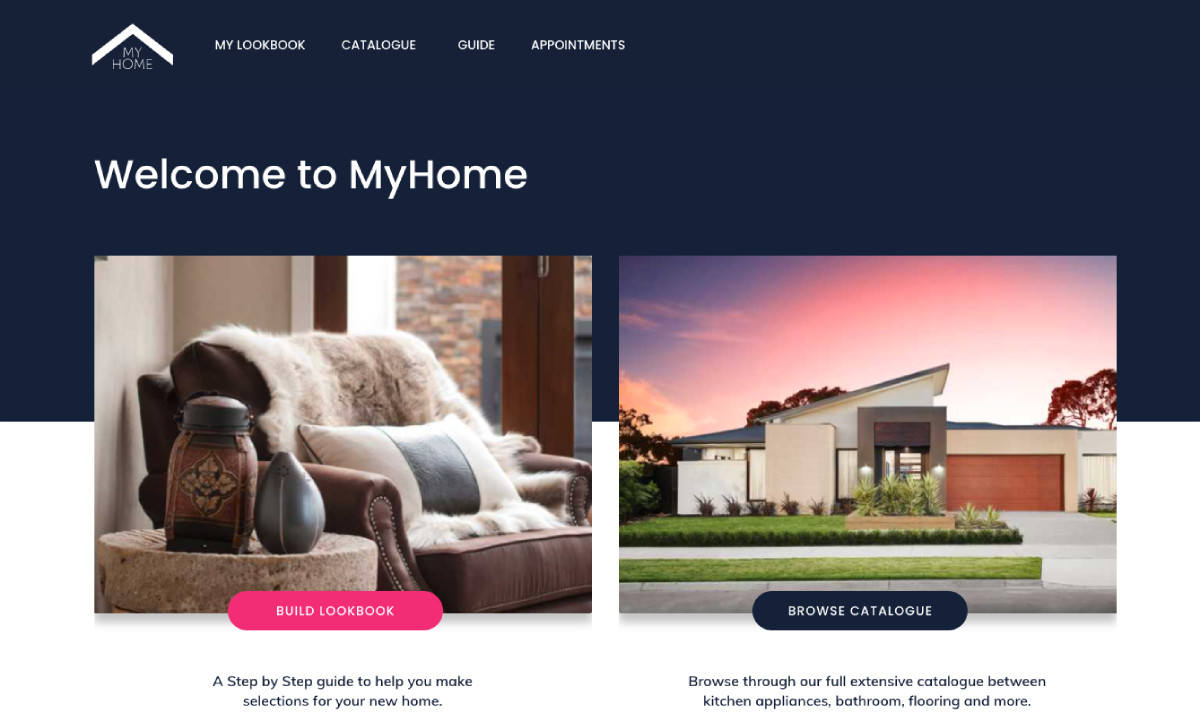 MY
HOME
MY LOOKBOOK CATALOGUE GUIDE APPOINTMENTS
Welcome to MyHome
BUILD LOOKBOOK
BROWSE CATALOGUE
A Step by Step guide to help you make
selections for your new home.
Browse through our full extensive catalogue between
kitchen appliances, bathroom, flooring and more.